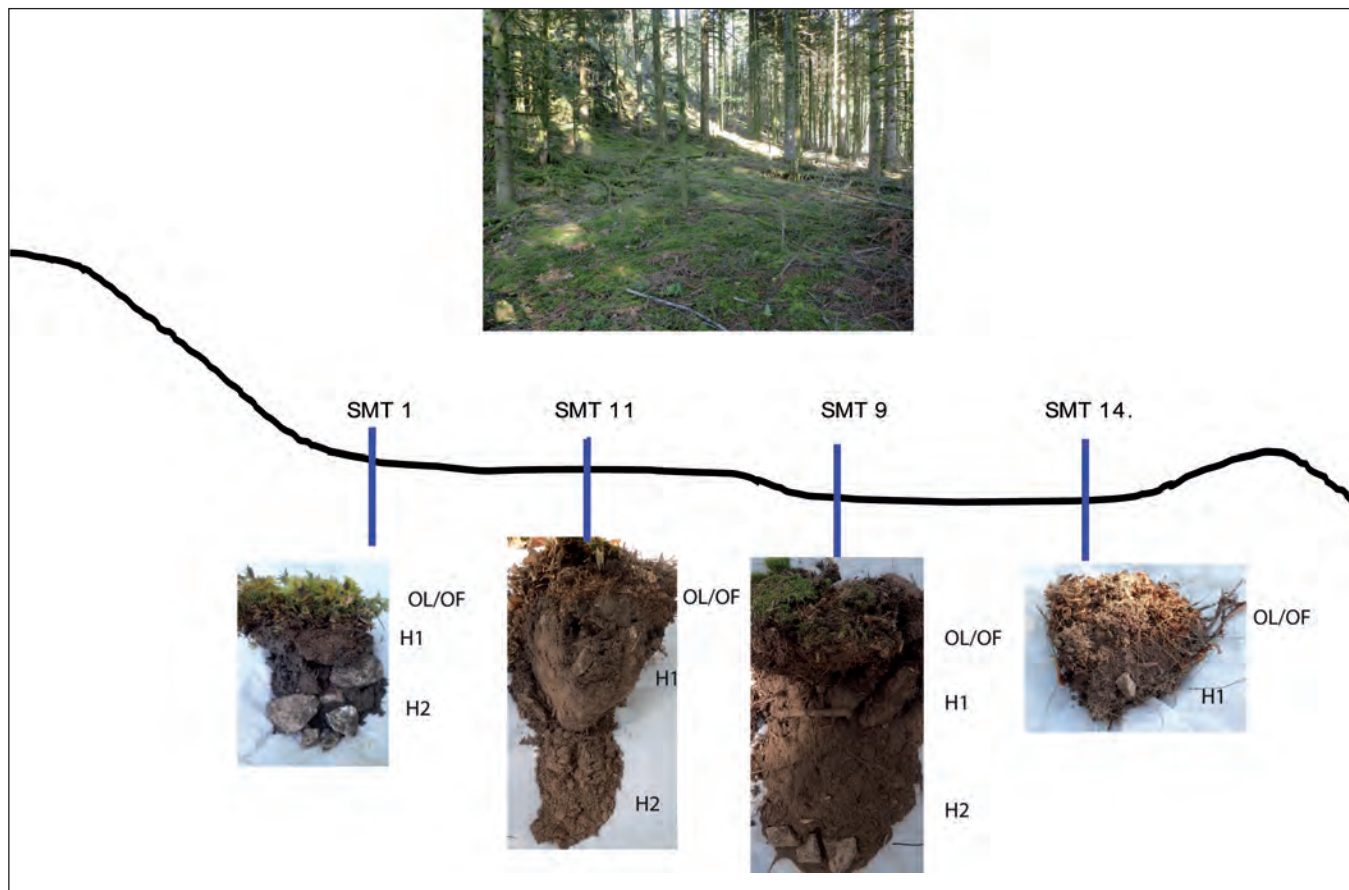 SMT 1
SMT 11
SMT 9
SMT 14.
OL/OF
H1
H2
OL/OF
H1
H2
OL/OF
H1
H2
OL/OF
H1